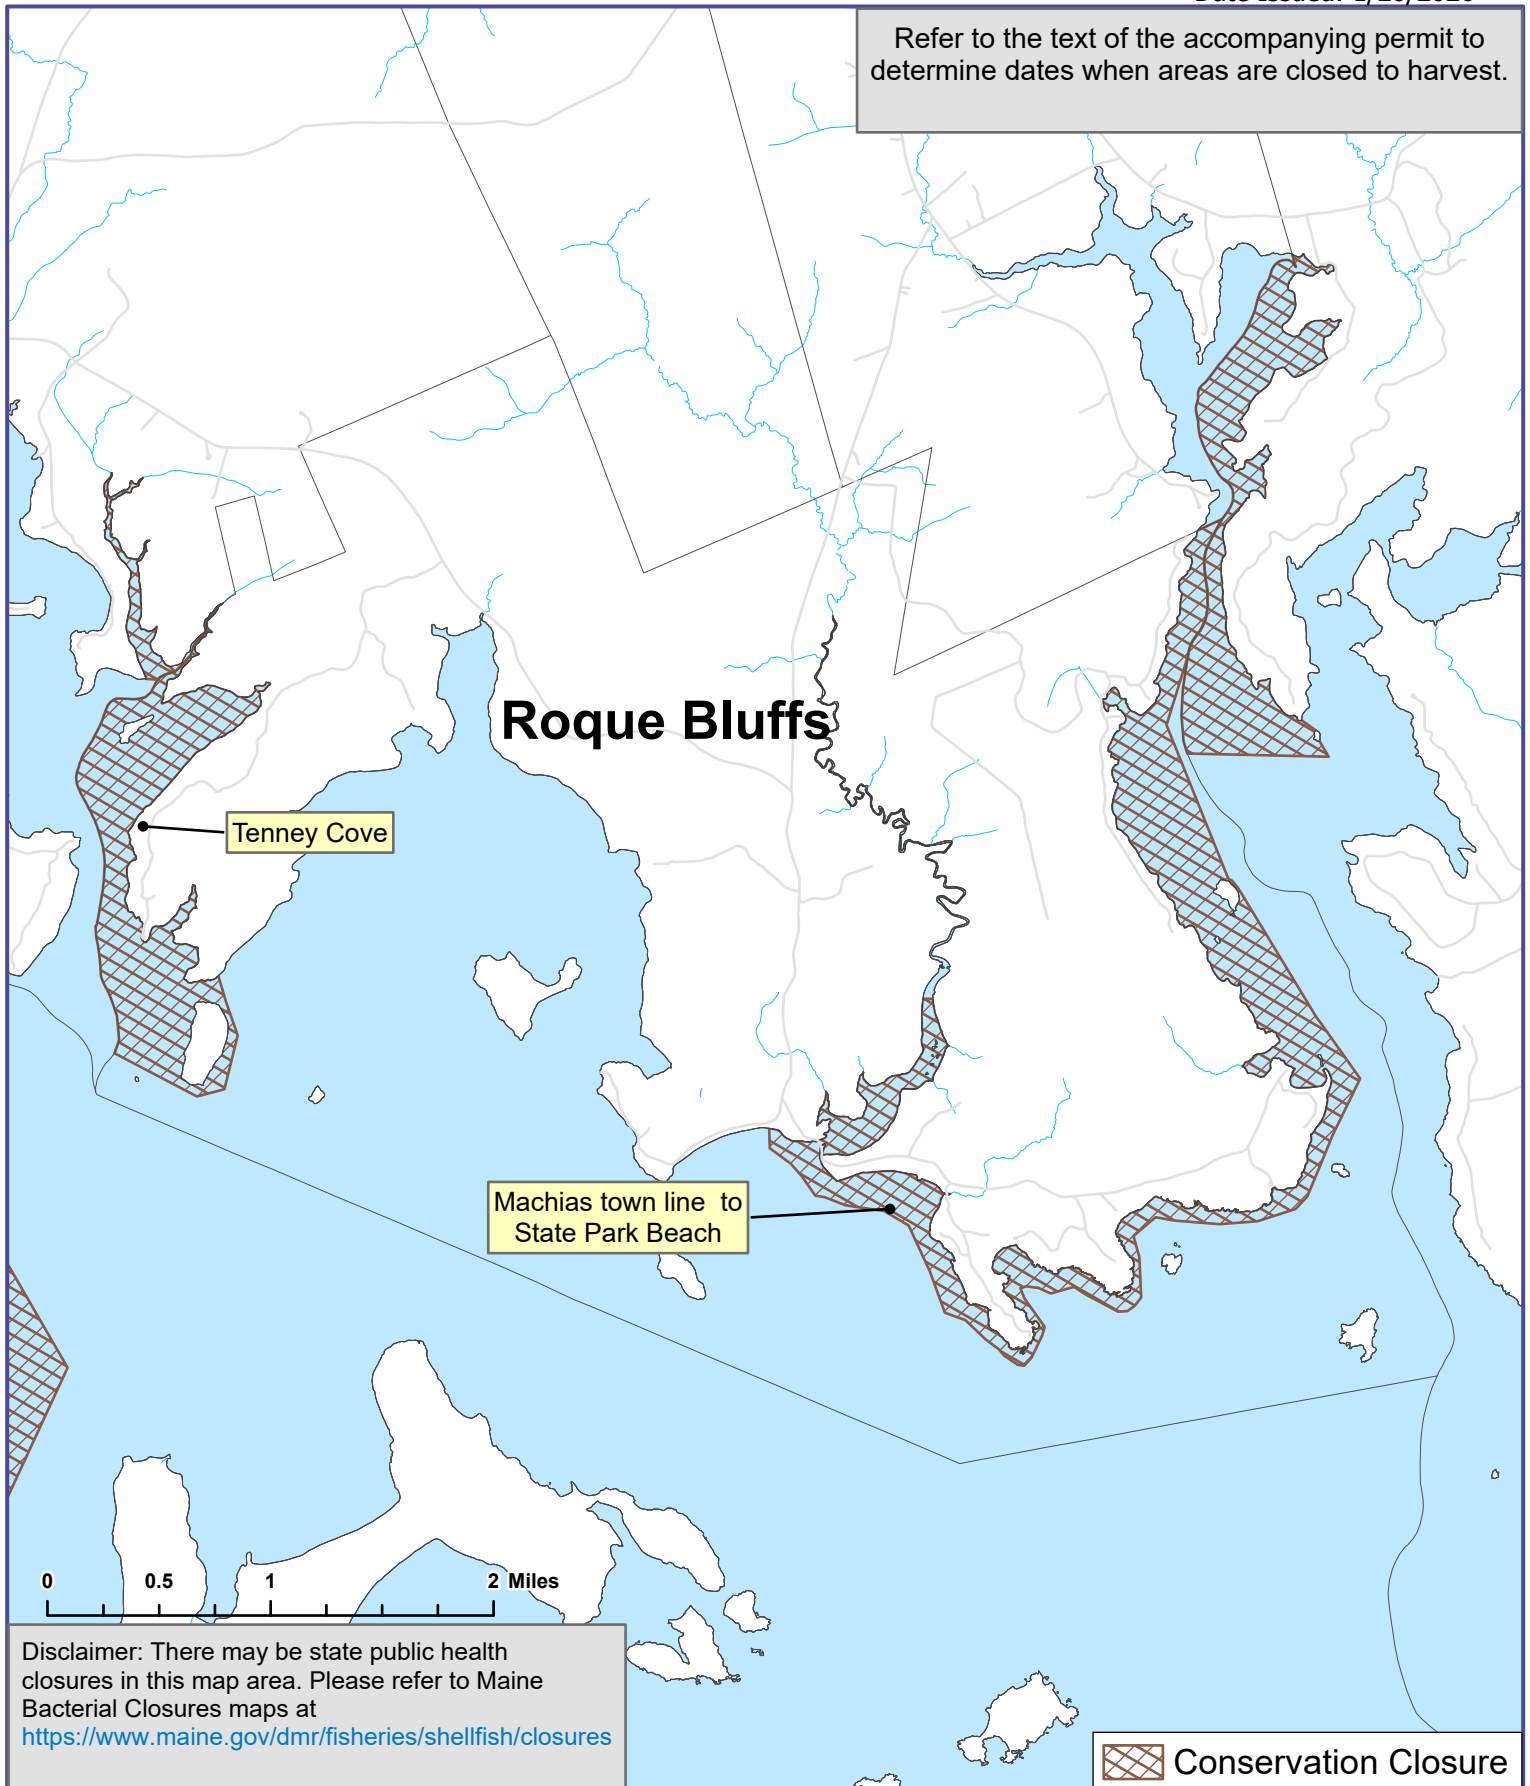 Refer to the text of the accompanying permit to
determine dates when areas are closed to harvest.
Roque Bluffs
Tenney Cove
Machias town line to
State Park Beach
0 0.5 1 2 Miles
Disclaimer: There may be state public health
closures in this map area. Please refer to Maine
Bacterial Closures maps at
https://www.maine.gov/dmr/fisheries/shellfish/closures
Conservation Closure